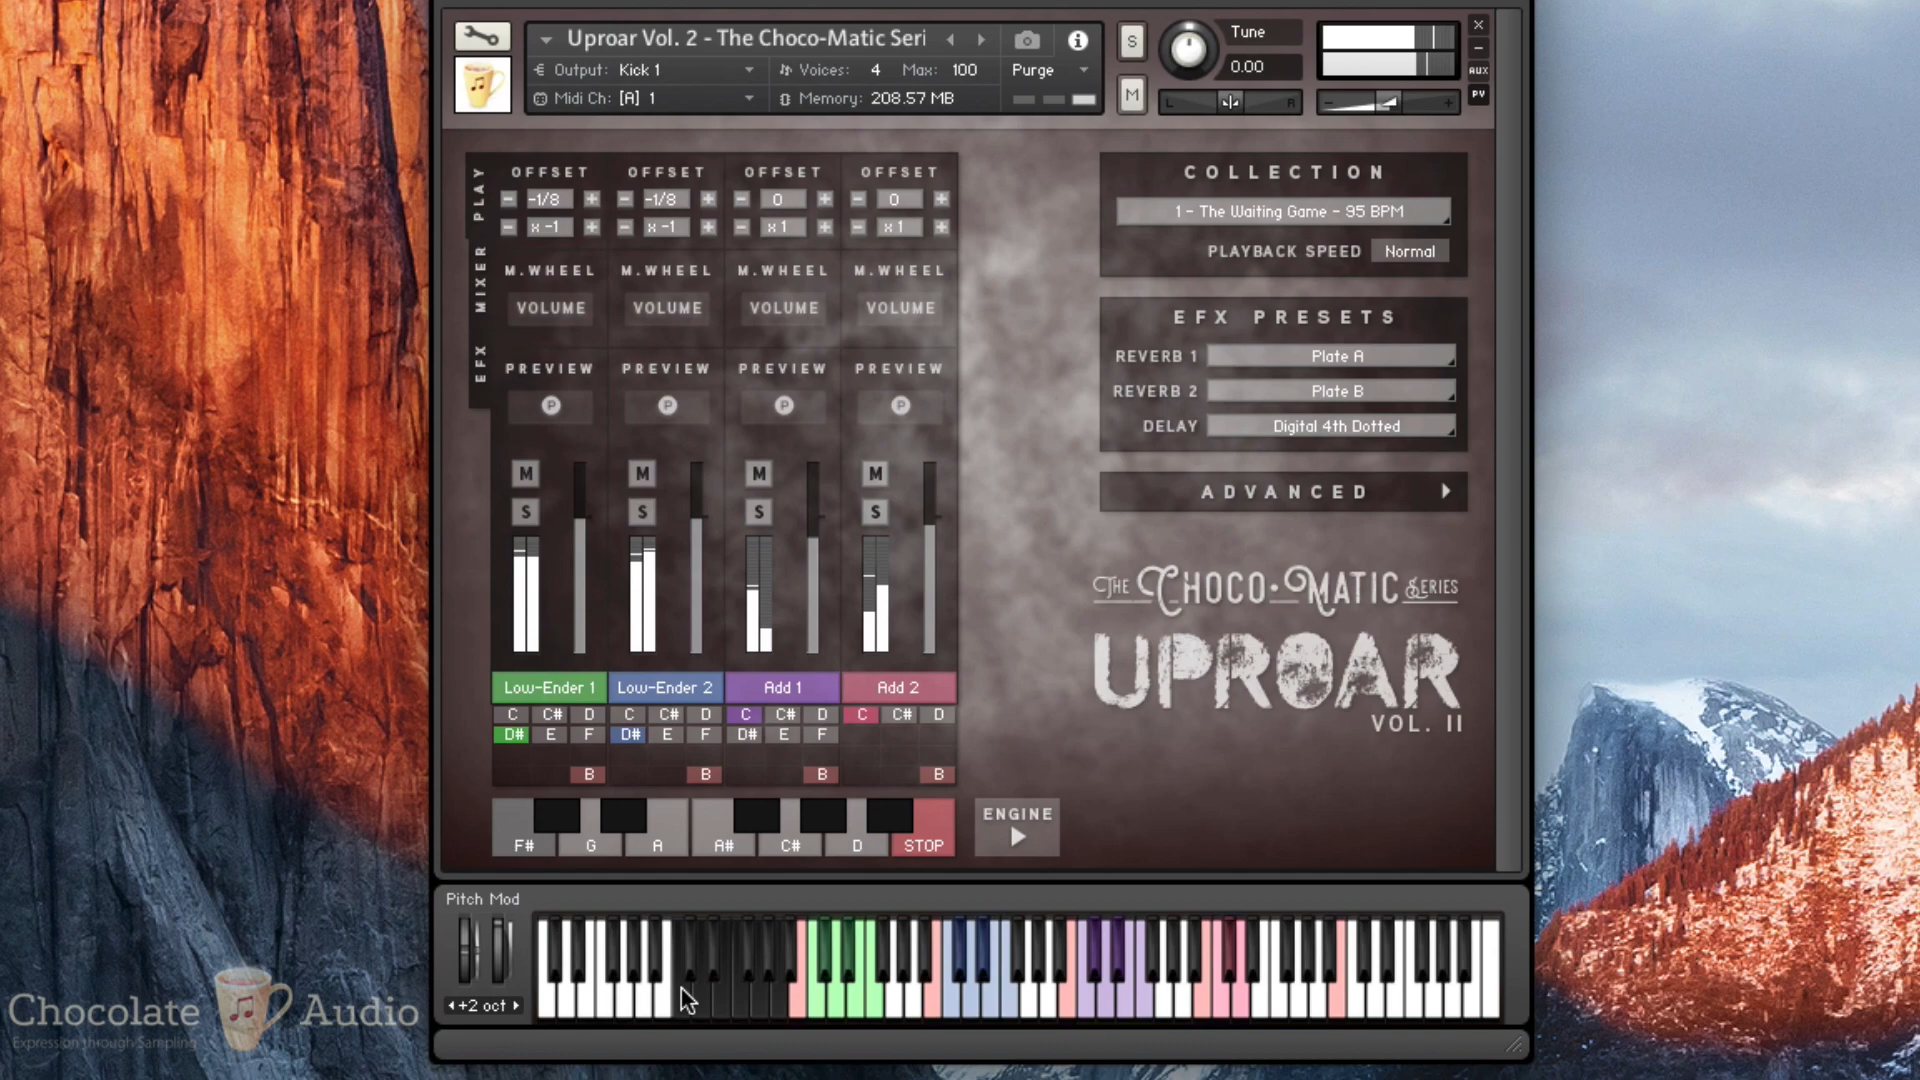 Uproar Vol. 2 - The Choco-Matic Seri
Output: Kick 1
Voices: 4 Max: 100
Purge
Midi Ch: [A] 1
Memory: 208.57 MB
S
M
Tune
0.00
L R
- +
AUX
PV
PLAY
MIXER
EFX
OFFSET OFFSET OFFSET OFFSET
- -1/8 + - -1/8 + - 0 + - 0 +
- x -1 + - x -1 + - x 1 + - x 1 +
M.WHEEL M.WHEEL M.WHEEL M.WHEEL
VOLUME VOLUME VOLUME VOLUME
PREVIEW PREVIEW PREVIEW PREVIEW
P P P P
M M M M
S S S S
Low-Ender 1 Low-Ender 2 Add 1 Add 2
C C# D C C# D C C# D C C# D
D# E F D# E F D# E F
B B B B
F# G A A# C# D STOP
ENGINE
COLLECTION
1 - The Waiting Game - 95 BPM
PLAYBACK SPEED Normal
EFX PRESETS
REVERB 1 Plate A
REVERB 2 Plate B
DELAY Digital 4th Dotted
ADVANCED
THE CHOCO-MATIC SERIES
UPROAR
VOL. II
Pitch Mod
+2 oct
Chocolate Audio
Expression through Sampling